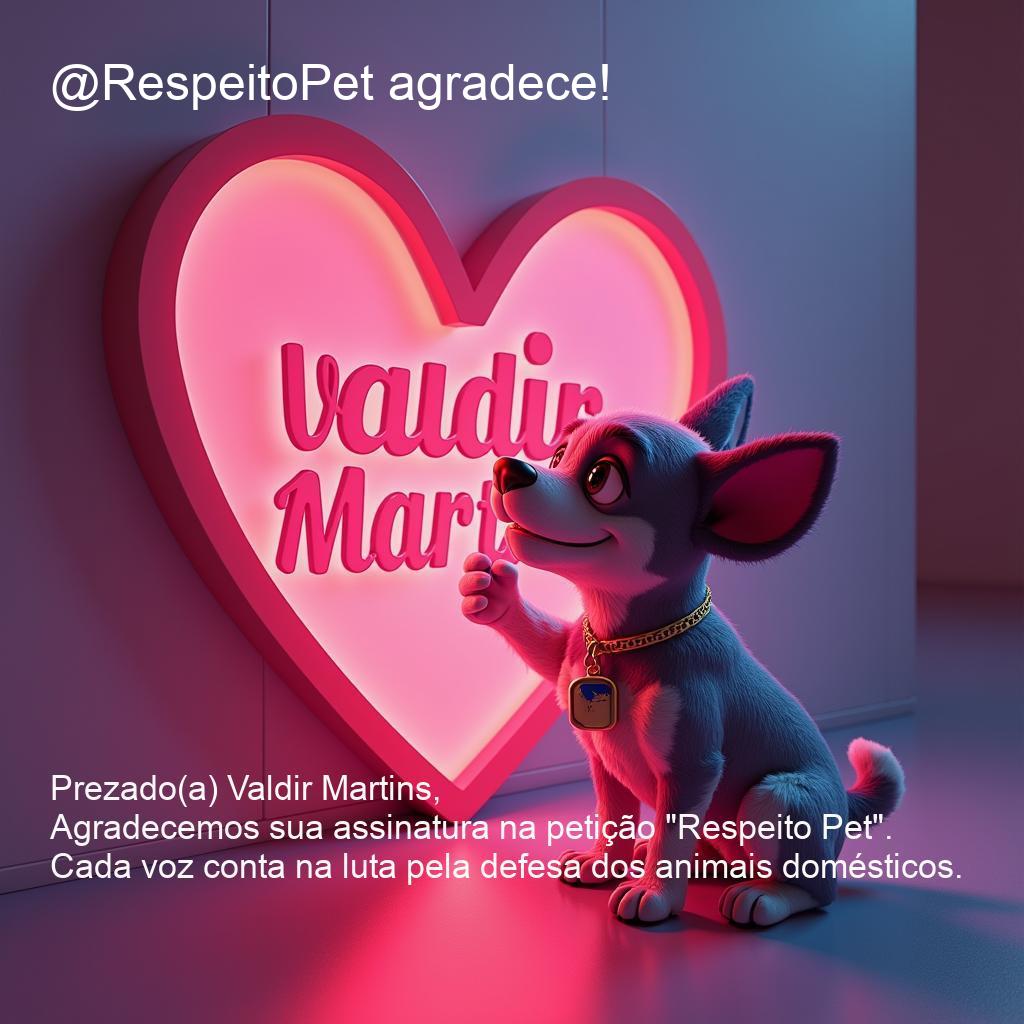 @RespeitoPet agradece!
Valdir
Prezado(a) Valdir Martins,
Agradecemos sua assinatura na petição "Respeito Pet".
Cada voz conta na luta pela defesa dos animais domésticos.